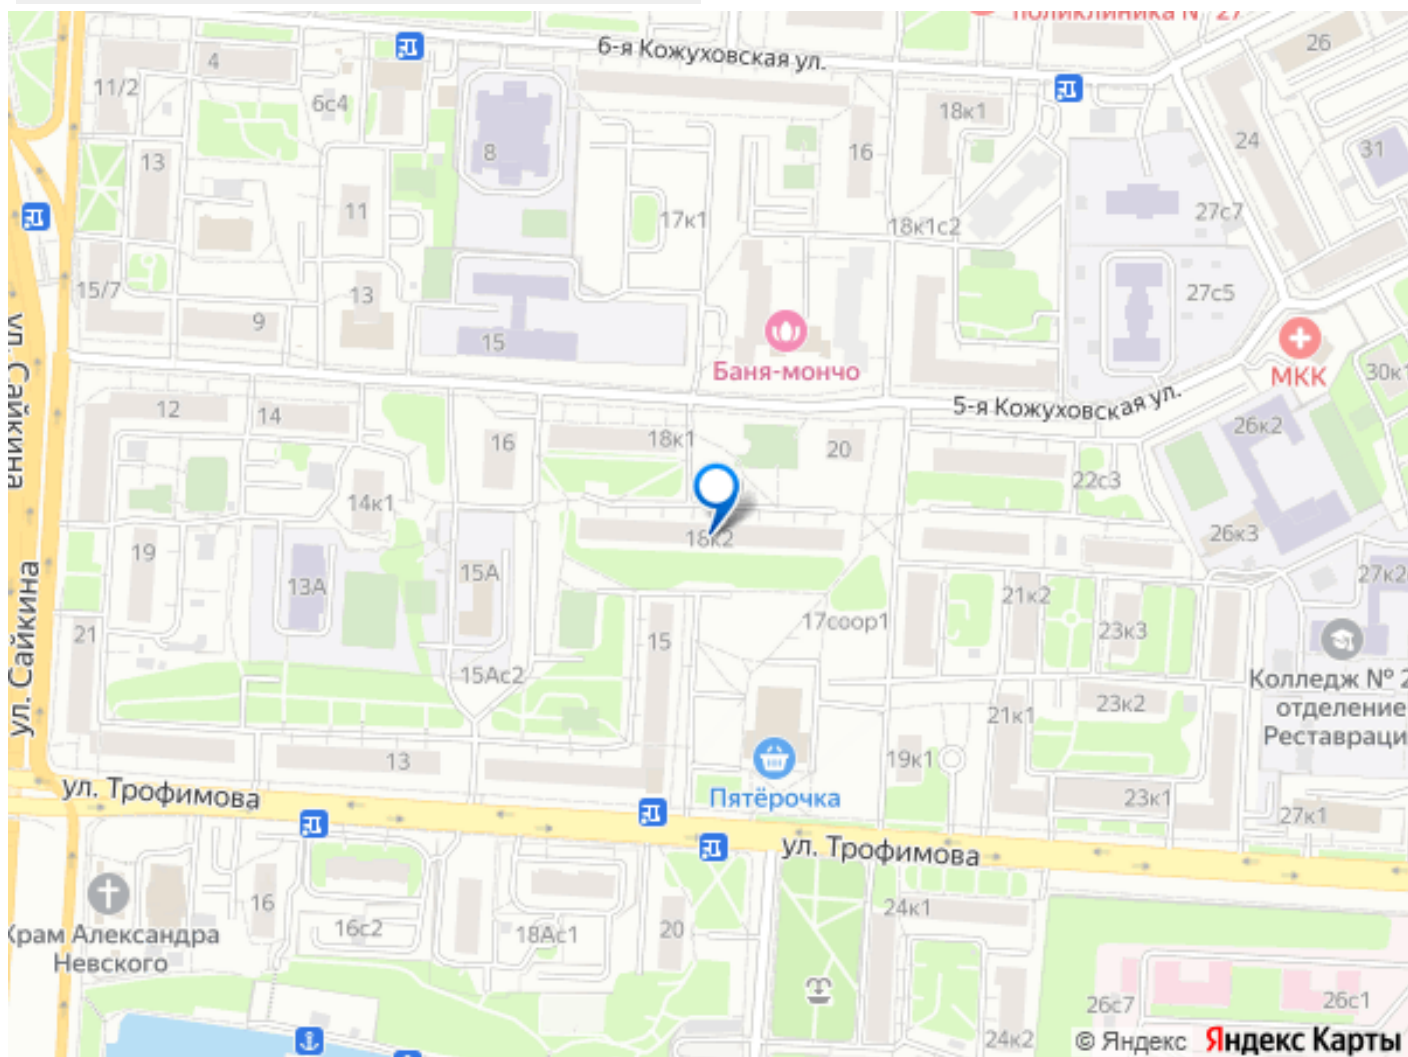 поликлиника № 27
6-я Кожуховская ул.
26
4
11/2
6с4
18к1
24
31
13
8
16
11
17к1
27с7
18к1с2
15/7
13
27с5
9
15
Баня-мончо
МКК
30к1
ул. Сайкина
5-я Кожуховская ул.
12
14
16
18к1
20
26к2
22с3
14к1
18к2
26к3
19
13А
15А
27к2
21к2
17соор1
23к3
21
15
ул. Сайкина
15Ас2
Колледж № 2
отделение
Реставраци
23к2
21к1
13
19к1
ул. Трофимова
Пятёрочка
23к1
27к1
ул. Трофимова
16
16с2
18Ас1
20
24к1
Храм Александра
Невского
26с7
26с1
24к2
© Яндекс Яндекс Карты